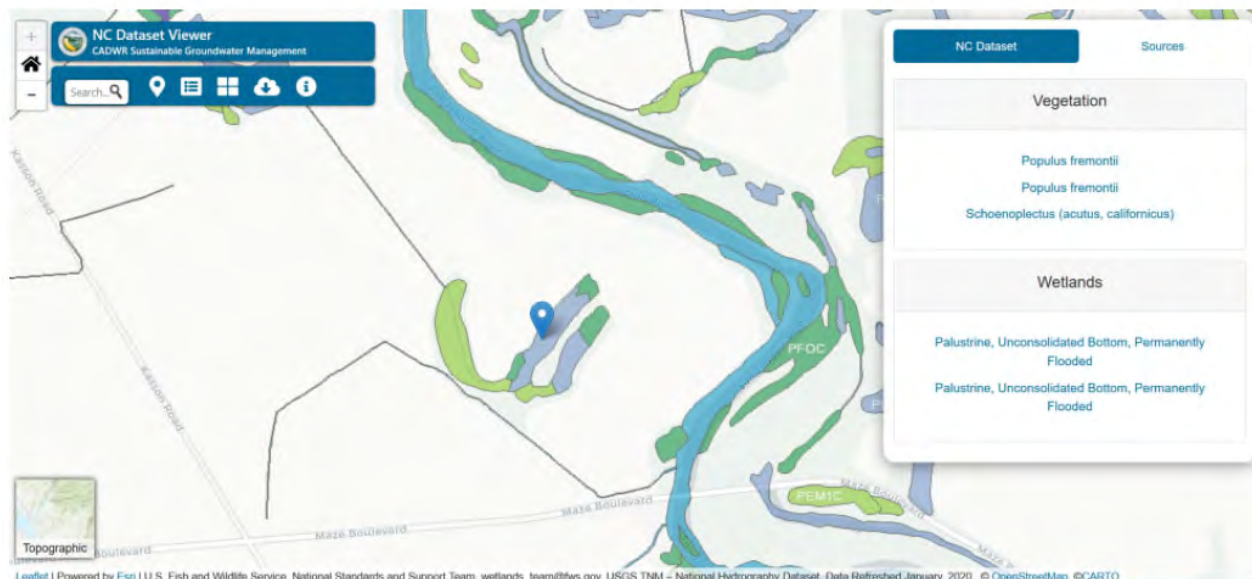 +
NC Dataset Viewer
CADWR Sustainable Groundwater Management
−
Search...
NC Dataset
Sources
Vegetation
Populus fremontii
Populus fremontii
Schoenoplectus (acutus, californicus)
Wetlands
Palustrine, Unconsolidated Bottom, Permanently
Flooded
Palustrine, Unconsolidated Bottom, Permanently
Flooded
Kasson Road
Kasson Road
PFOC
PEM1C
Maze Boulevard
Maze Boulevard
Maze Boulevard
Boulevard
Maze
Topographic
Leaflet | Powered by Esri | U.S. Fish and Wildlife Service, National Standards and Support Team, wetlands_team@fws.gov, USGS TNM – National Hydrography Dataset. Data Refreshed January, 2020., © OpenStreetMap, ©CARTO